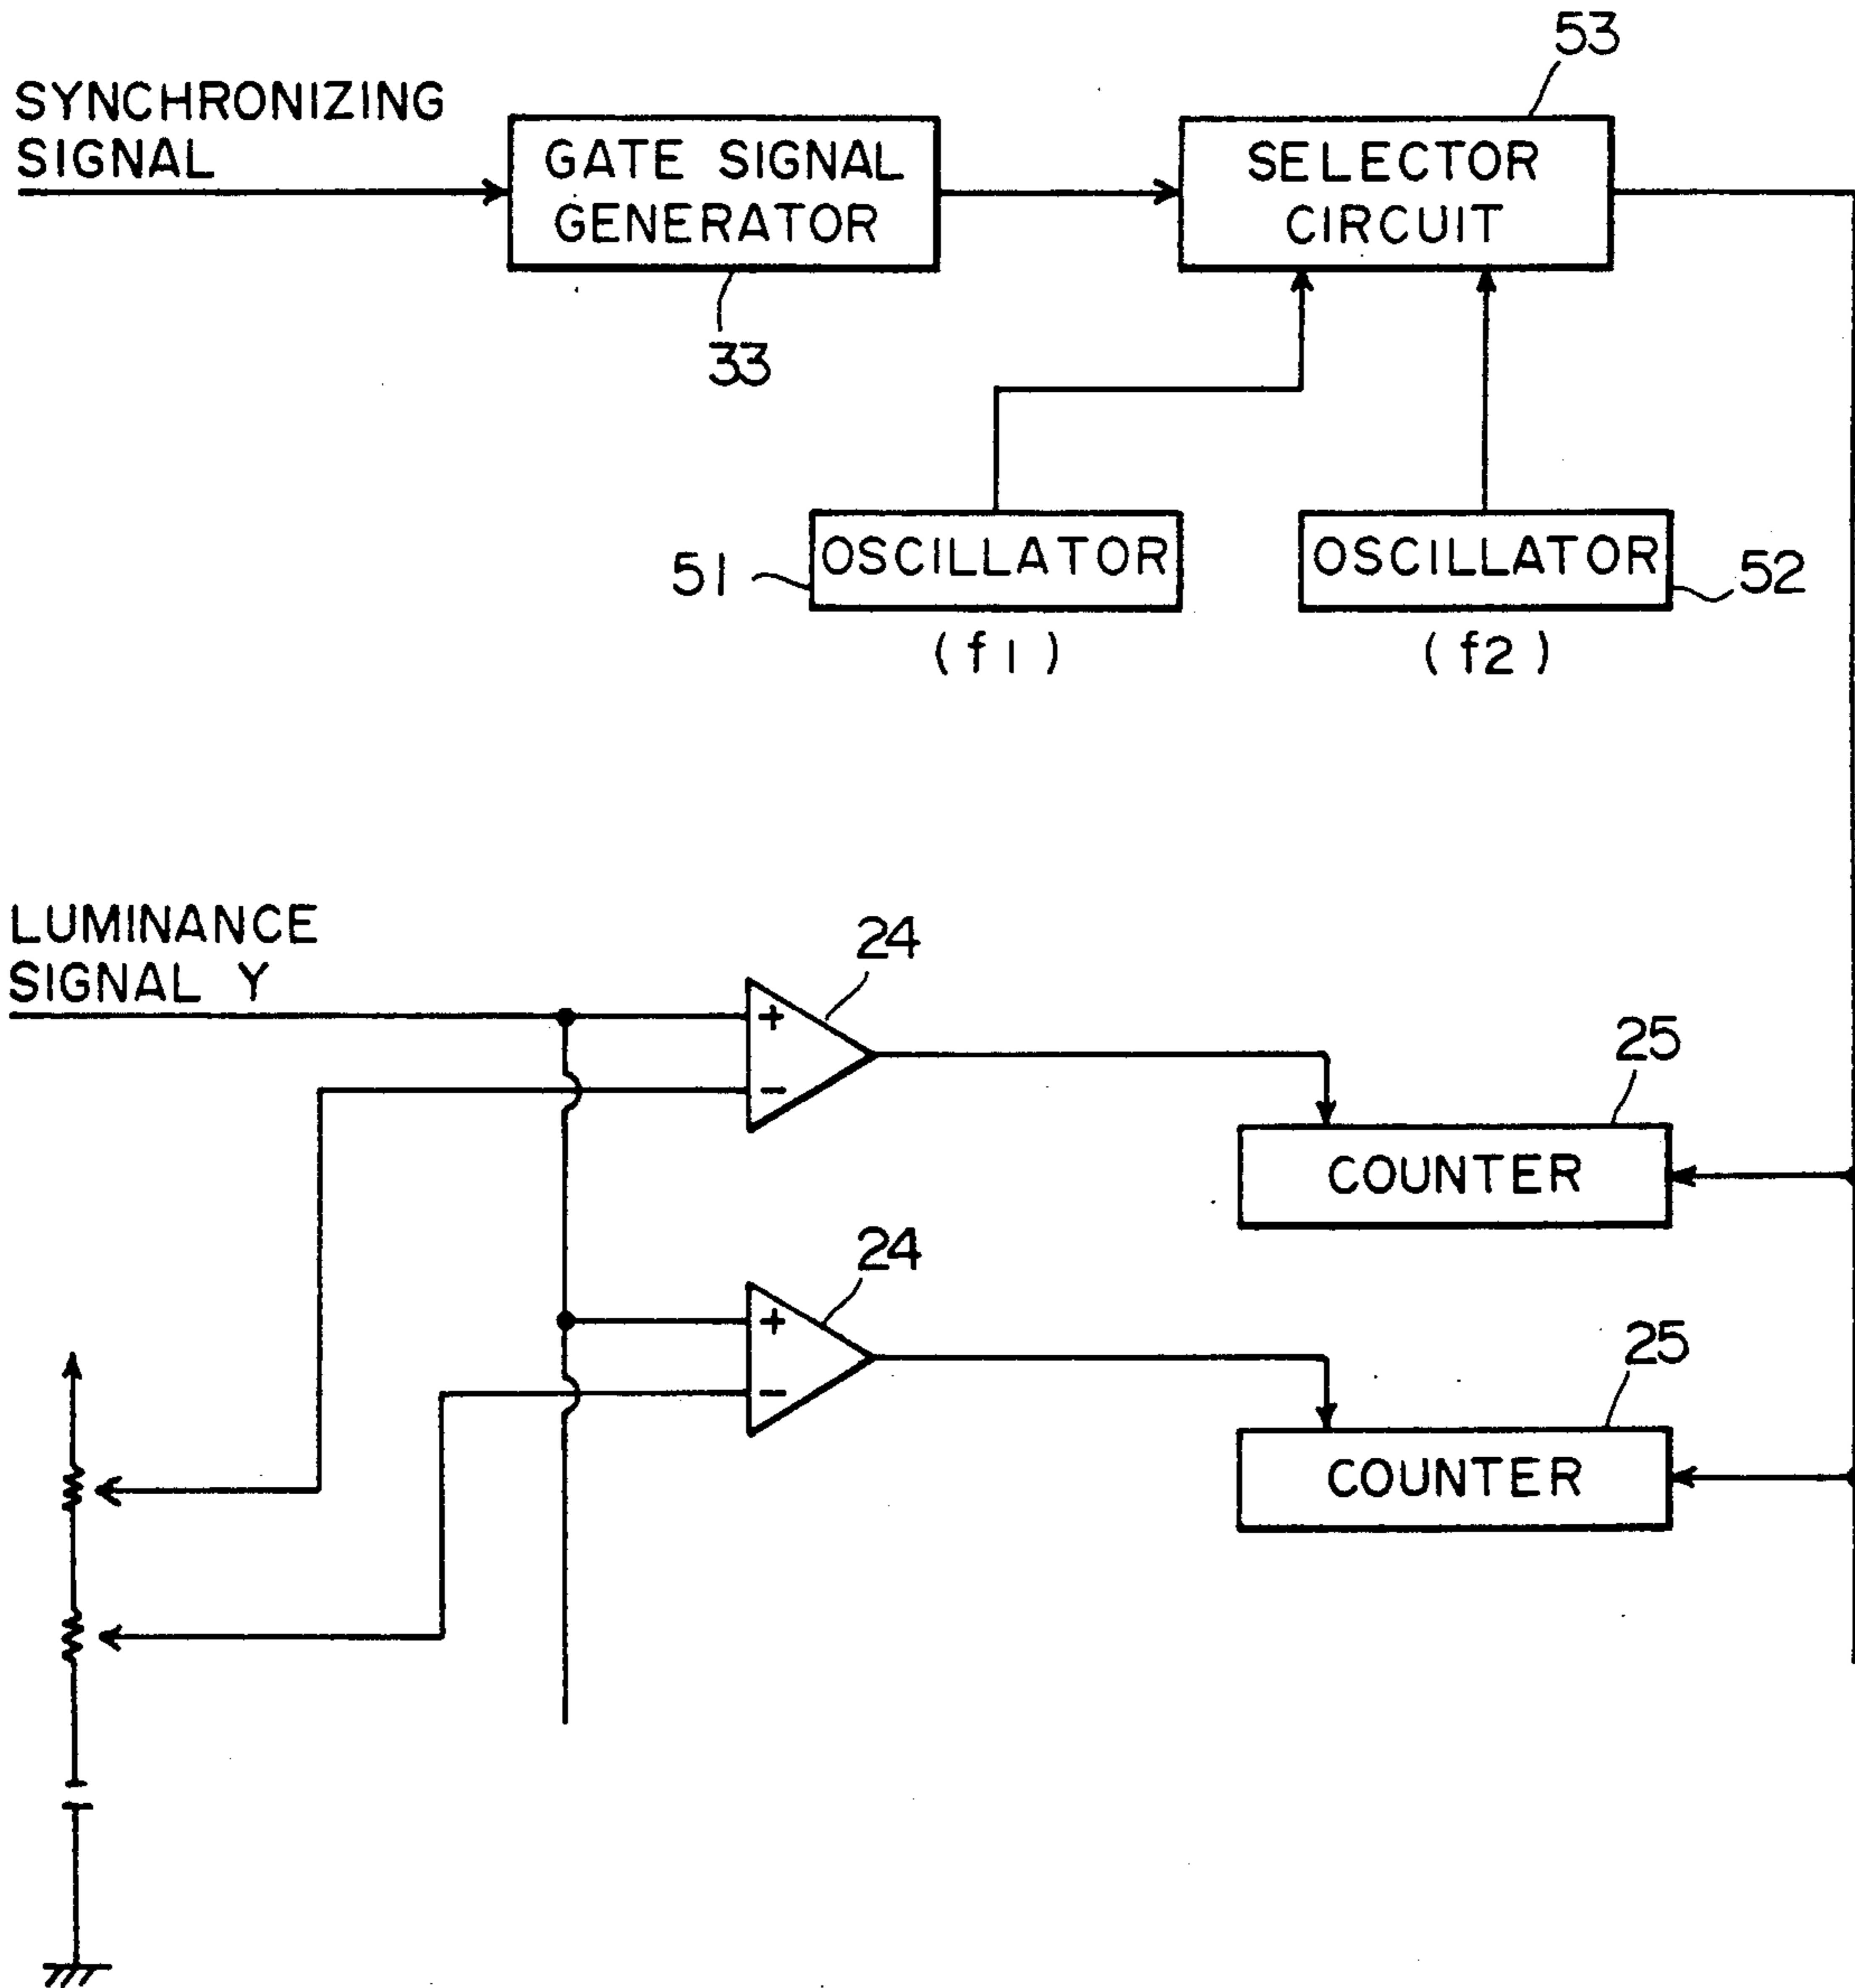 53
SYNCHRONIZING
SIGNAL
GATE SIGNAL
GENERATOR
SELECTOR
CIRCUIT
33
51
OSCILLATOR
OSCILLATOR
52
(f1)
(f2)
LUMINANCE
SIGNAL Y
24
+
-
25
COUNTER
24
+
-
25
COUNTER